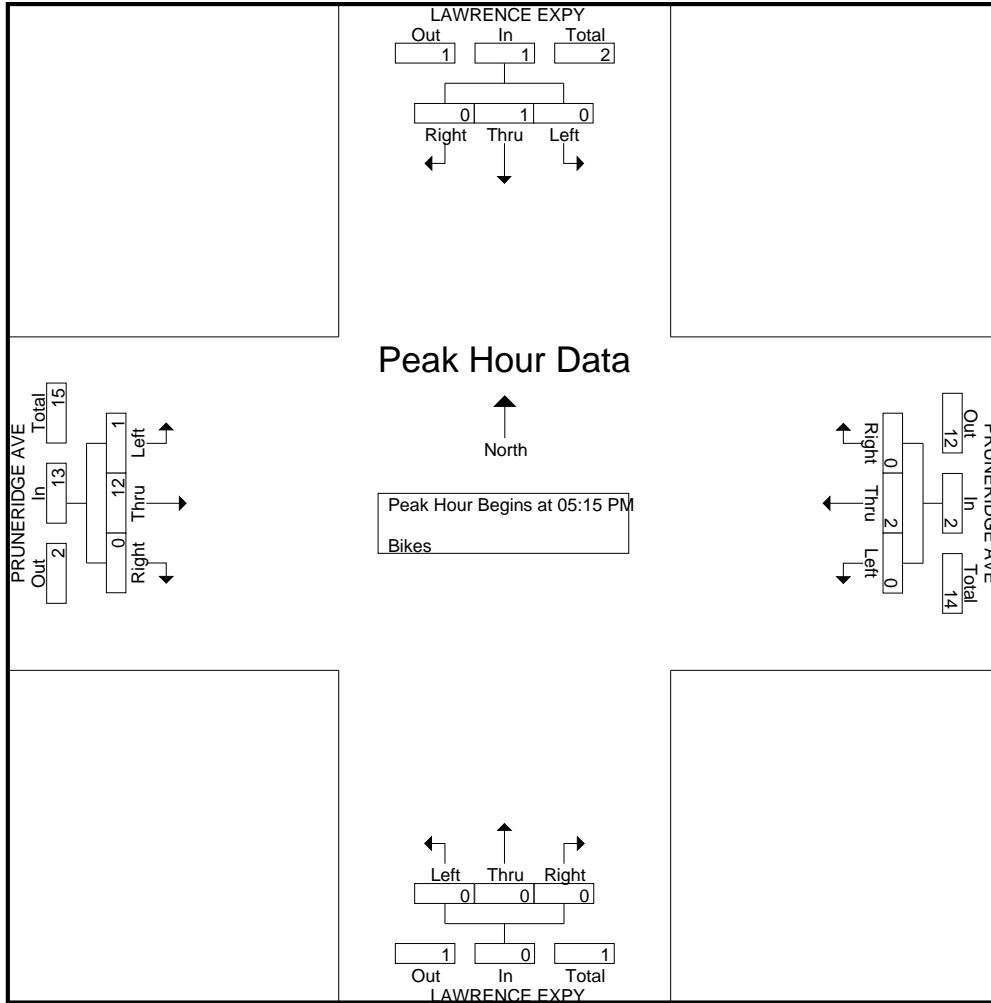 LAWRENCE EXPY
Out In Total
1 1 2
0 1 0
Right Thru Left
Peak Hour Data
North
Peak Hour Begins at 05:15 PM
Bikes
PRUNERIDGE AVE
Out In Total
2 13 15
0 12 1
Right Thru Left
PRUNERIDGE AVE
Out In Total
12 2 14
0 2 0
Right Thru Left
Left Thru Right
0 0 0
1 0 1
Out In Total
LAWRENCE EXPY